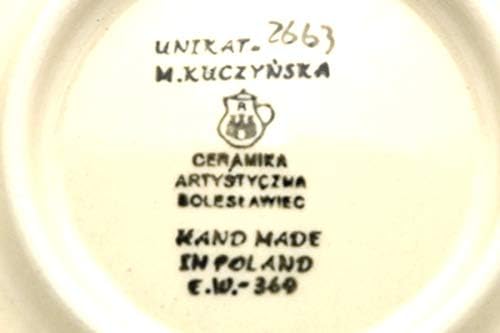 UNIKAT-2663
M.KUCZYŃSKA
R
CERAMIKA
ARTYSTYCZNA
BOLESŁAWIEC
HAND MADE
IN POLAND
E.W.-369